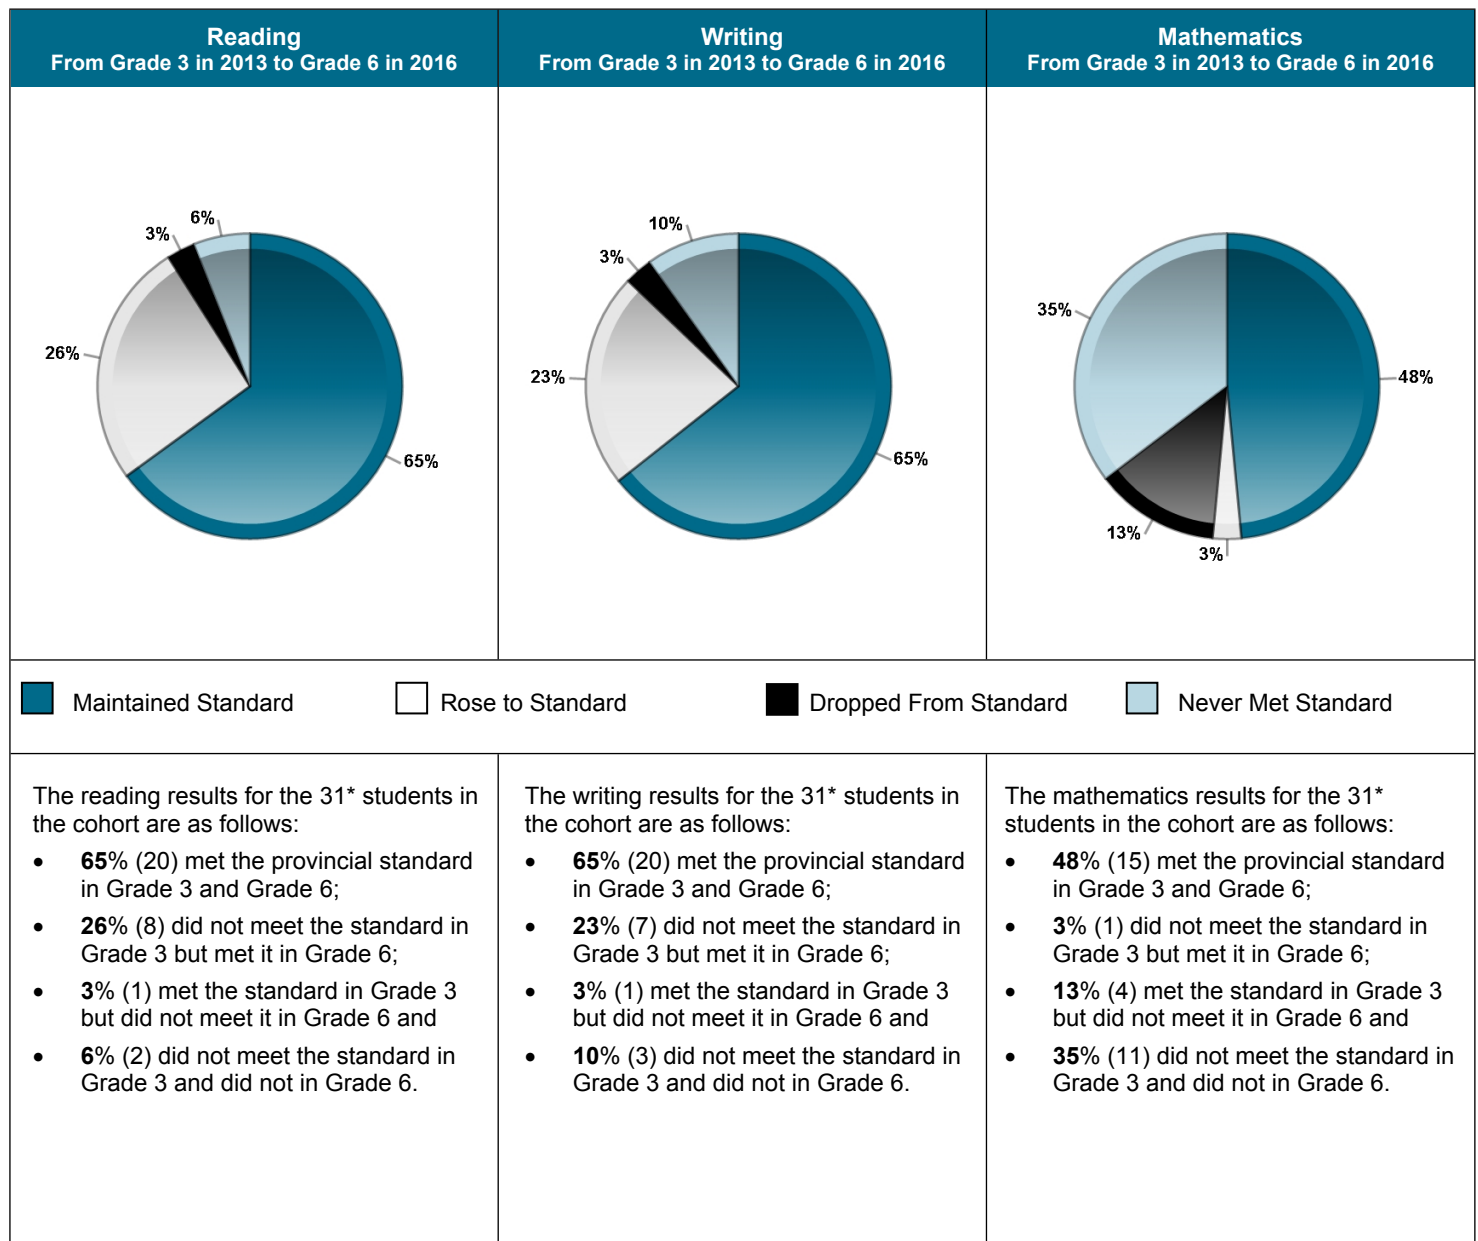 Reading
From Grade 3 in 2013 to Grade 6 in 2016
Writing
From Grade 3 in 2013 to Grade 6 in 2016
Mathematics
From Grade 3 in 2013 to Grade 6 in 2016
6%
3%
26%
65%
10%
3%
23%
65%
35%
48%
13%
3%
Maintained Standard
Rose to Standard
Dropped From Standard
Never Met Standard
The reading results for the 31* students in
the cohort are as follows:
• 65% (20) met the provincial standard
in Grade 3 and Grade 6;
• 26% (8) did not meet the standard in
Grade 3 but met it in Grade 6;
• 3% (1) met the standard in Grade 3
but did not meet it in Grade 6 and
• 6% (2) did not meet the standard in
Grade 3 and did not in Grade 6.
The writing results for the 31* students in
the cohort are as follows:
• 65% (20) met the provincial standard
in Grade 3 and Grade 6;
• 23% (7) did not meet the standard in
Grade 3 but met it in Grade 6;
• 3% (1) met the standard in Grade 3
but did not meet it in Grade 6 and
• 10% (3) did not meet the standard in
Grade 3 and did not in Grade 6.
The mathematics results for the 31*
students in the cohort are as follows:
• 48% (15) met the provincial standard
in Grade 3 and Grade 6;
• 3% (1) did not meet the standard in
Grade 3 but met it in Grade 6;
• 13% (4) met the standard in Grade 3
but did not meet it in Grade 6 and
• 35% (11) did not meet the standard in
Grade 3 and did not in Grade 6.